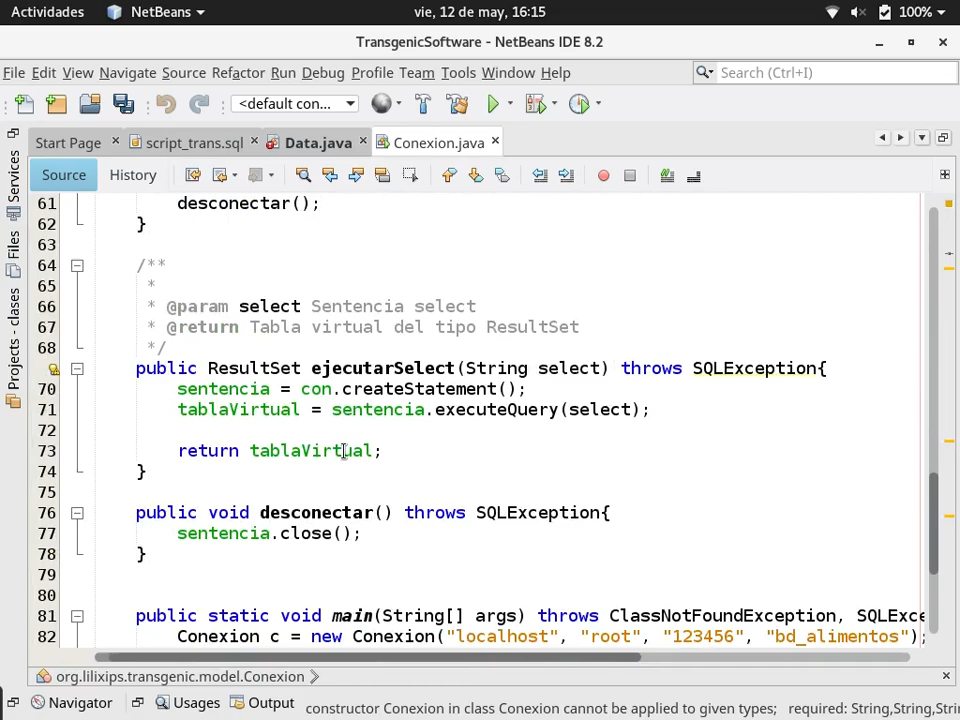 Actividades NetBeans vie, 12 de may, 16:15 100%
TransgenicSoftware - NetBeans IDE 8.2
File Edit View Navigate Source Refactor Run Debug Profile Team Tools Window Help Search (Ctrl+I)
<default con...
Start Page script_trans.sql Data.java Conexion.java
Source History
Services
Files
Projects - clases
61 desconectar();
62 }
63
64 /**
65 *
66 * @param select Sentencia select
67 * @return Tabla virtual del tipo ResultSet
68 */
public ResultSet ejecutarSelect(String select) throws SQLException{
70 sentencia = con.createStatement();
71 tablaVirtual = sentencia.executeQuery(select);
72
73 return tablaVirtual;
74 }
75
76 public void desconectar() throws SQLException{
77 sentencia.close();
78 }
79
80
81 public static void main(String[] args) throws ClassNotFoundException, SQLExce
82 Conexion c = new Conexion("localhost", "root", "123456", "bd_alimentos");
org.lilixips.transgenic.model.Conexion
Navigator Usages Output constructor Conexion in class Conexion cannot be applied to given types; required: String,String,Stri